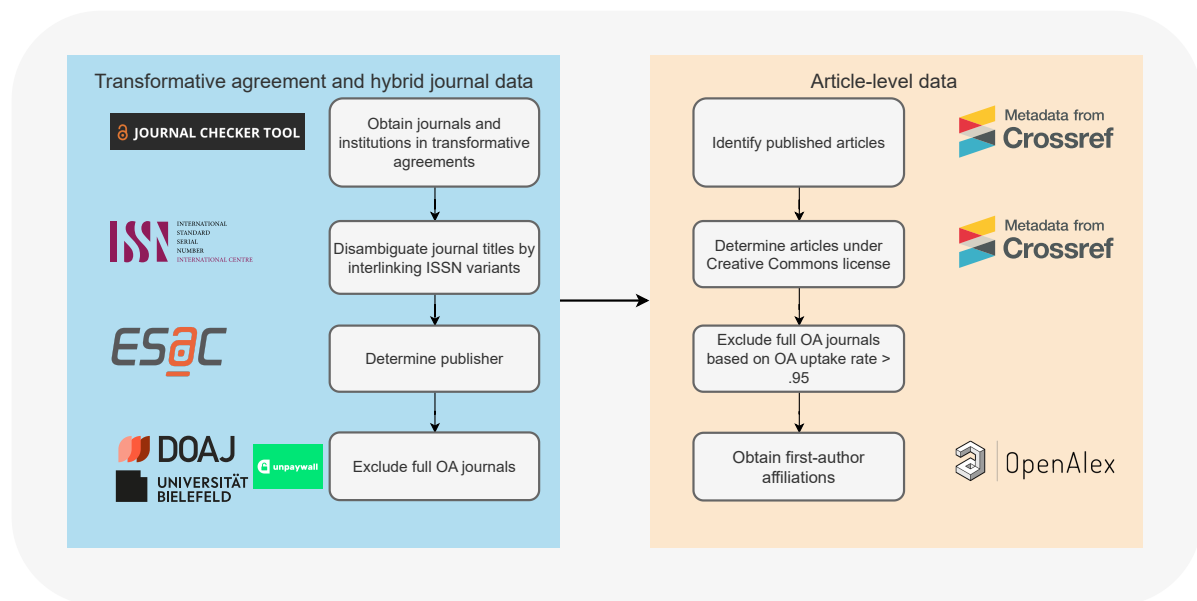 Transformative agreement and hybrid journal data
JOURNAL CHECKER TOOL
Obtain journals and
institutions in transformative
agreements
ISSN
INTERNATIONAL
STANDARD
SERIAL
NUMBER
INTERNATIONAL CENTRE
Disambiguate journal titles by
interlinking ISSN variants
ESAC
Determine publisher
DOAJ
UNIVERSITÄT
BIELEFELD
unpaywall
Exclude full OA journals
Article-level data
Identify published articles
Metadata from
Crossref
Determine articles under
Creative Commons license
Metadata from
Crossref
Exclude full OA journals
based on OA uptake rate >
.95
Obtain first-author
affiliations
OpenAlex